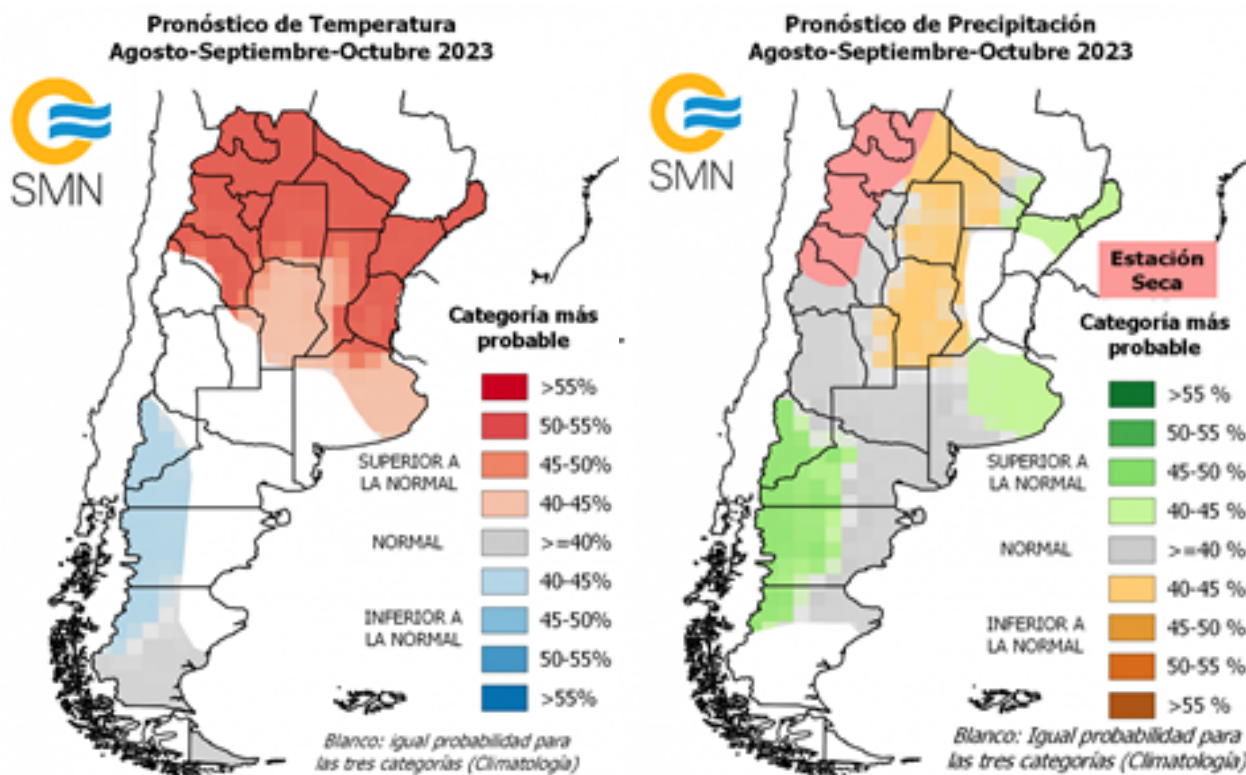 Pronóstico de Temperatura
Agosto-Septiembre-Octubre 2023
SMN
Categoría más
probable
>55%
50-55%
45-50%
40-45%
>=40%
40-45%
45-50%
50-55%
>55%
SUPERIOR A
LA NORMAL
NORMAL
INFERIOR A
LA NORMAL
Blanco: igual probabilidad para
las tres categorías (Climatología)
Pronóstico de Precipitación
Agosto-Septiembre-Octubre 2023
SMN
Estación
Seca
Categoría más
probable
>55 %
50-55 %
45-50 %
40-45 %
>=40 %
40-45 %
45-50 %
50-55 %
>55 %
SUPERIOR A
LA NORMAL
NORMAL
INFERIOR A
LA NORMAL
Blanco: Igual probabilidad para
las tres categorías (Climatología)